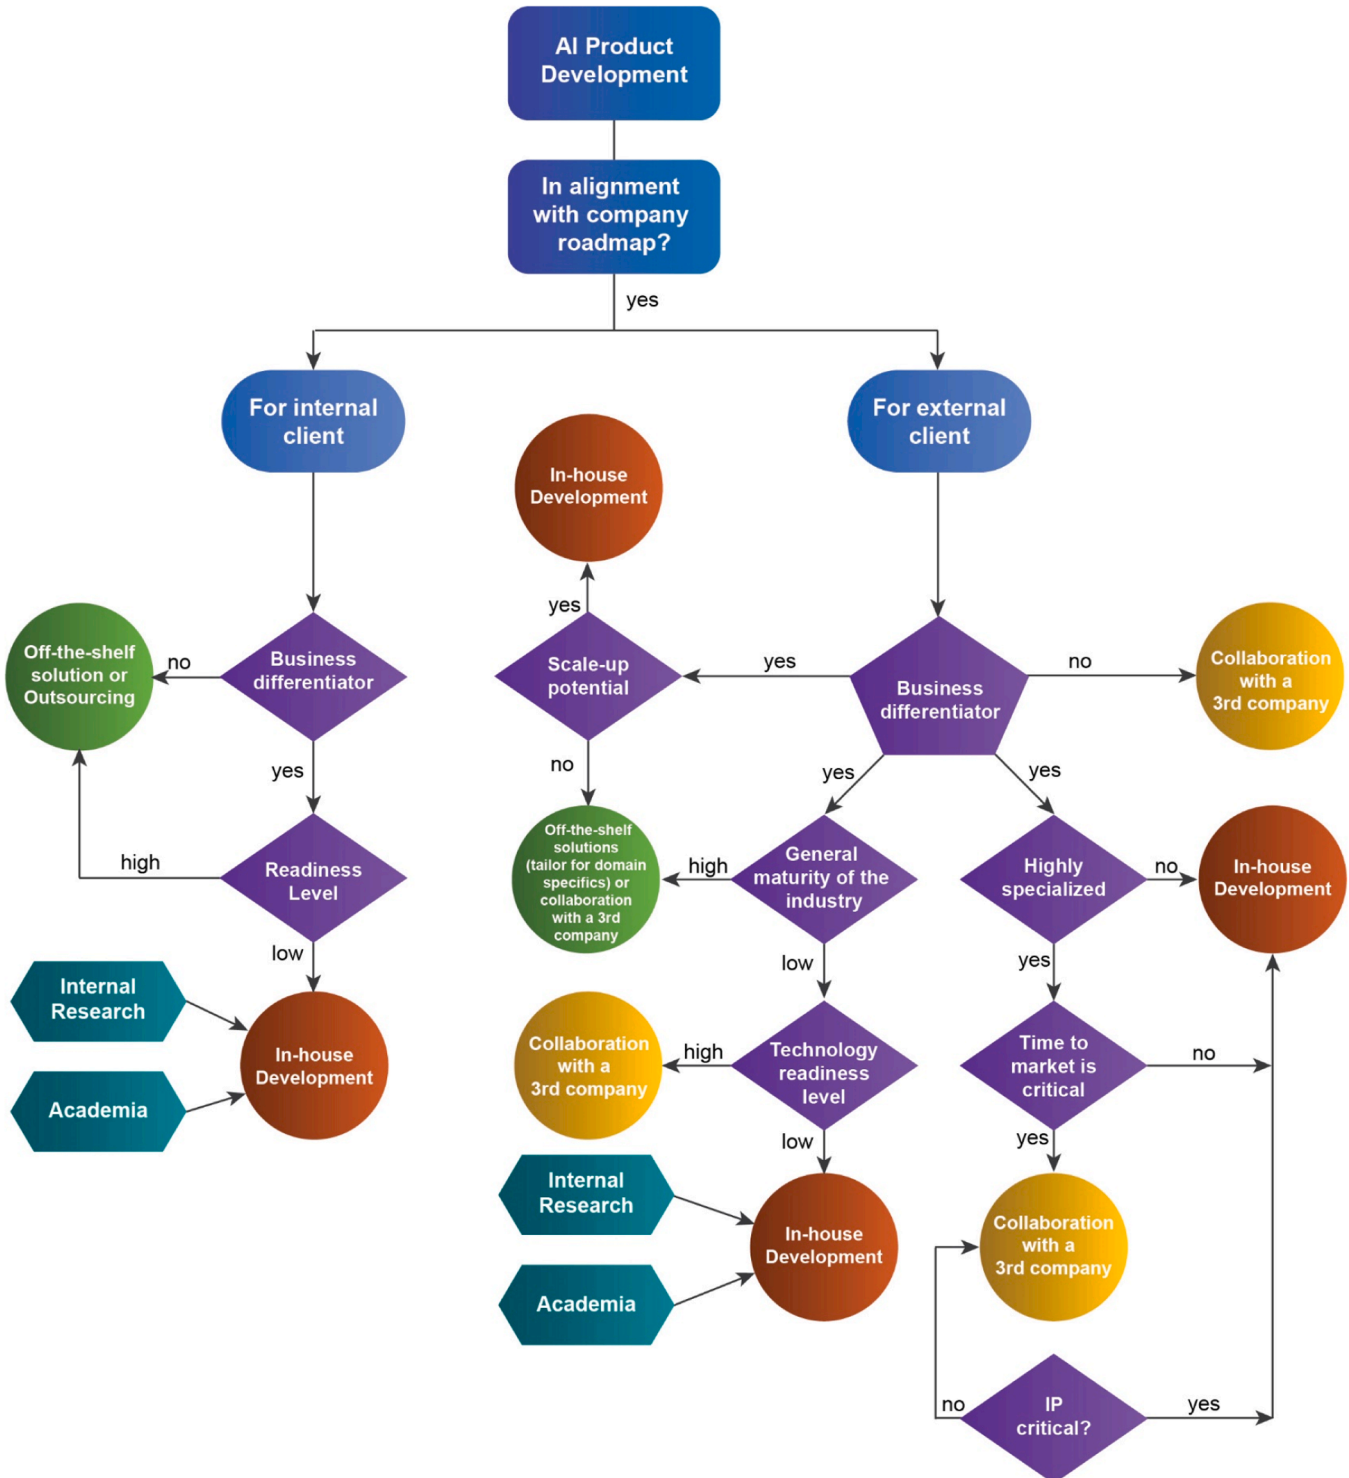 AI Product
Development
In alignment
with company
roadmap?
yes
For internal
client
For external
client
In-house
Development
yes
Off-the-shelf
solution or
Outsourcing
no
Business
differentiator
Scale-up
potential
yes
Business
differentiator
no
Collaboration
with a
3rd company
yes
no
yes
yes
high
Readiness
Level
Off-the-shelf
solutions
(tailor for domain
specifics) or
collaboration
with a 3rd
company
high
General
maturity of the
industry
Highly
specialized
no
In-house
Development
low
low
yes
Internal
Research
Academia
In-house
Development
Collaboration
with a
3rd company
high
Technology
readiness
level
Time to
market is
critical
no
low
yes
Internal
Research
Academia
In-house
Development
Collaboration
with a
3rd company
no
IP
critical?
yes